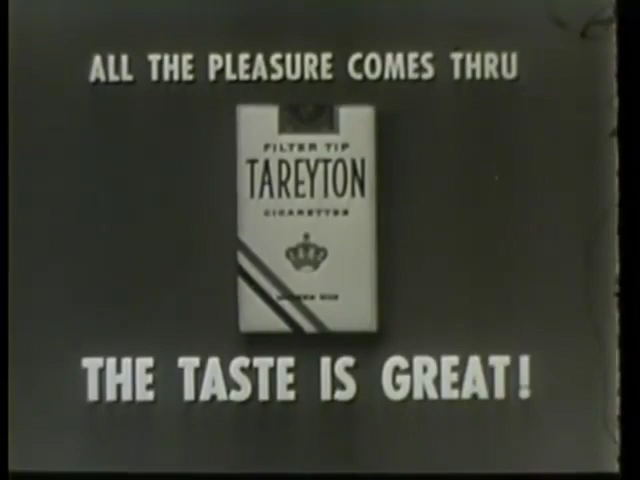 ALL THE PLEASURE COMES THRU
FILTER TIP
TAREYTON
CIGARETTES
THE TASTE IS GREAT!